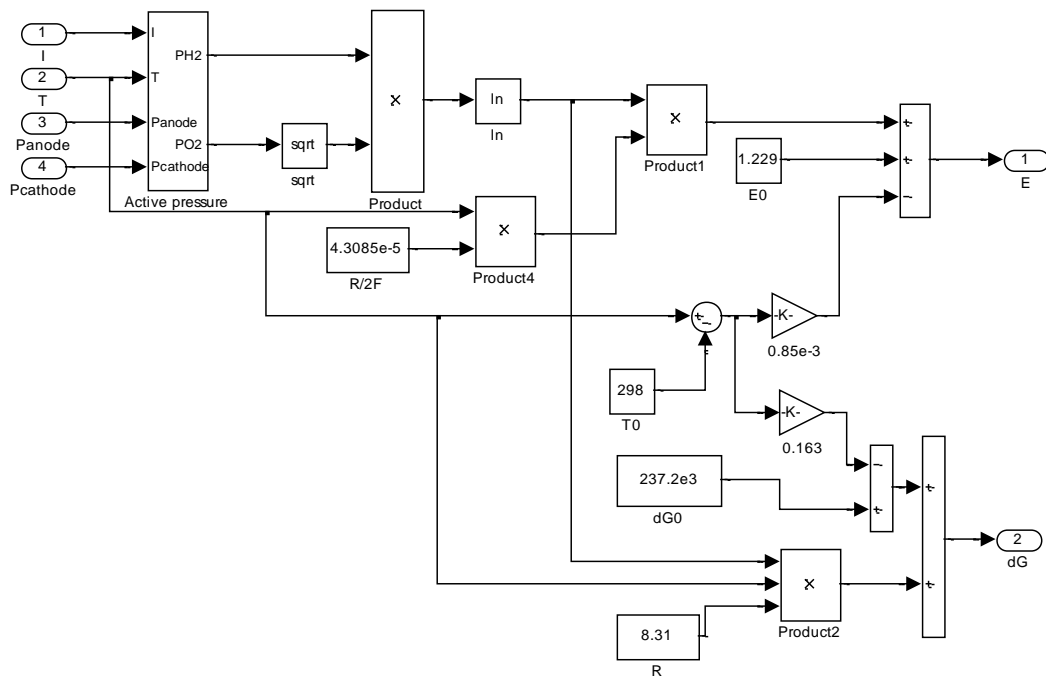 1
I
2
T
3
Panode
4
Pcathode
I
T
Panode
Pcathode
PH2
PO2
Active pressure
sqrt
sqrt
x
Product
ln
ln
x
Product1
4.3085e-5
R/2F
x
Product4
1.229
E0
+
+
-
1
E
+
-
298
T0
-K-
0.85e-3
-K-
0.163
237.2e3
dG0
-
+
+
+
2
dG
x
Product2
8.31
R